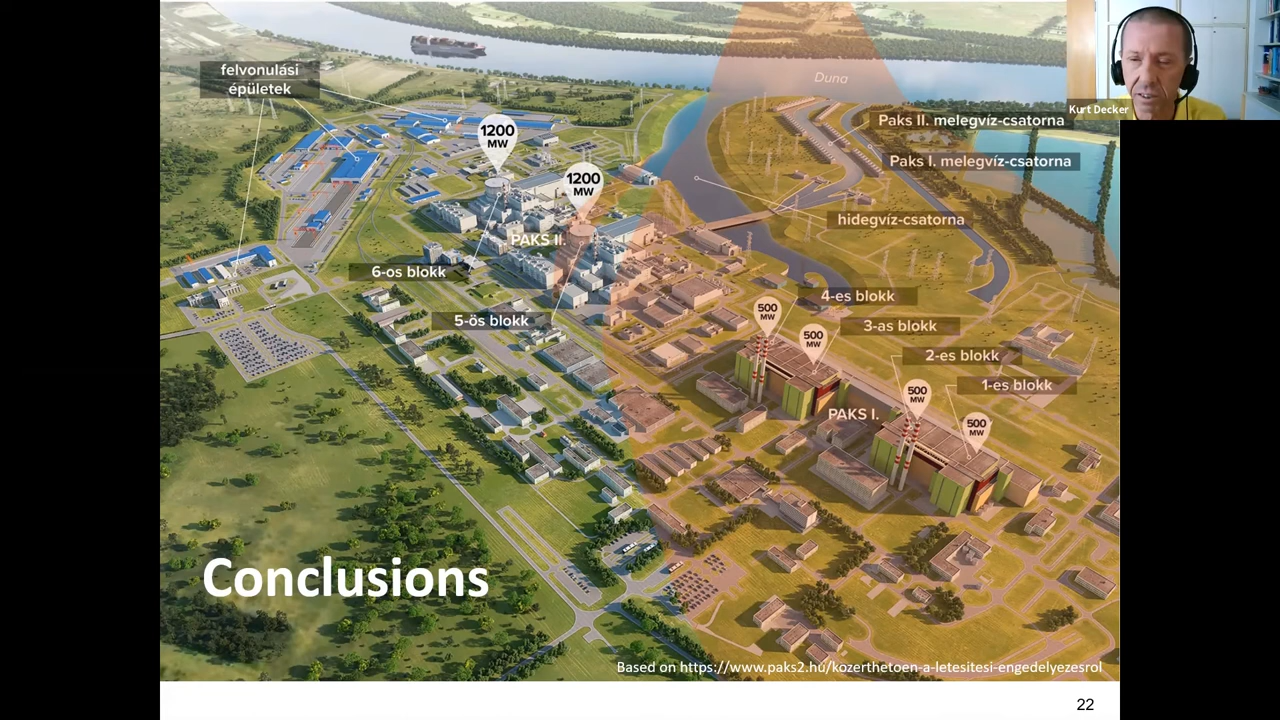 felvonulási
épületek
Duna
Kurt Decker
Paks II. melegvíz-csatorna
1200
MW
Paks I. melegvíz-csatorna
1200
MW
hidegvíz-csatorna
PAKS II.
6-os blokk
4-es blokk
500
MW
5-ös blokk
3-as blokk
500
MW
2-es blokk
1-es blokk
500
MW
PAKS I.
500
MW
Conclusions
Based on https://www.paks2.hu/kozerthetoen-a-letesitesi-engedelyezesrol
22